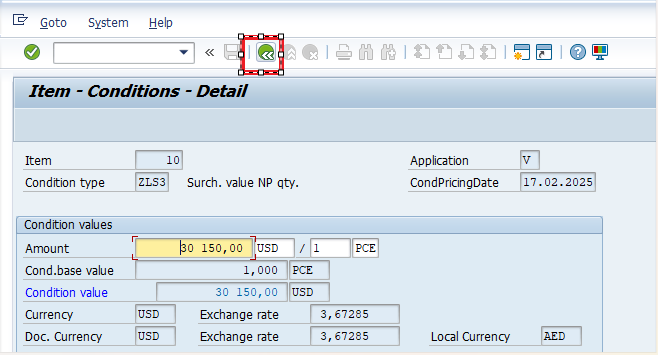 Goto System Help
Item - Conditions - Detail
Item 10 Application V
Condition type ZLS3 Surch. value NP qty. CondPricingDate 17.02.2025
Condition values
Amount 30 150,00 USD / 1 PCE
Cond.base value 1,000 PCE
Condition value 30 150,00 USD
Currency USD Exchange rate 3,67285
Doc. Currency USD Exchange rate 3,67285 Local Currency AED